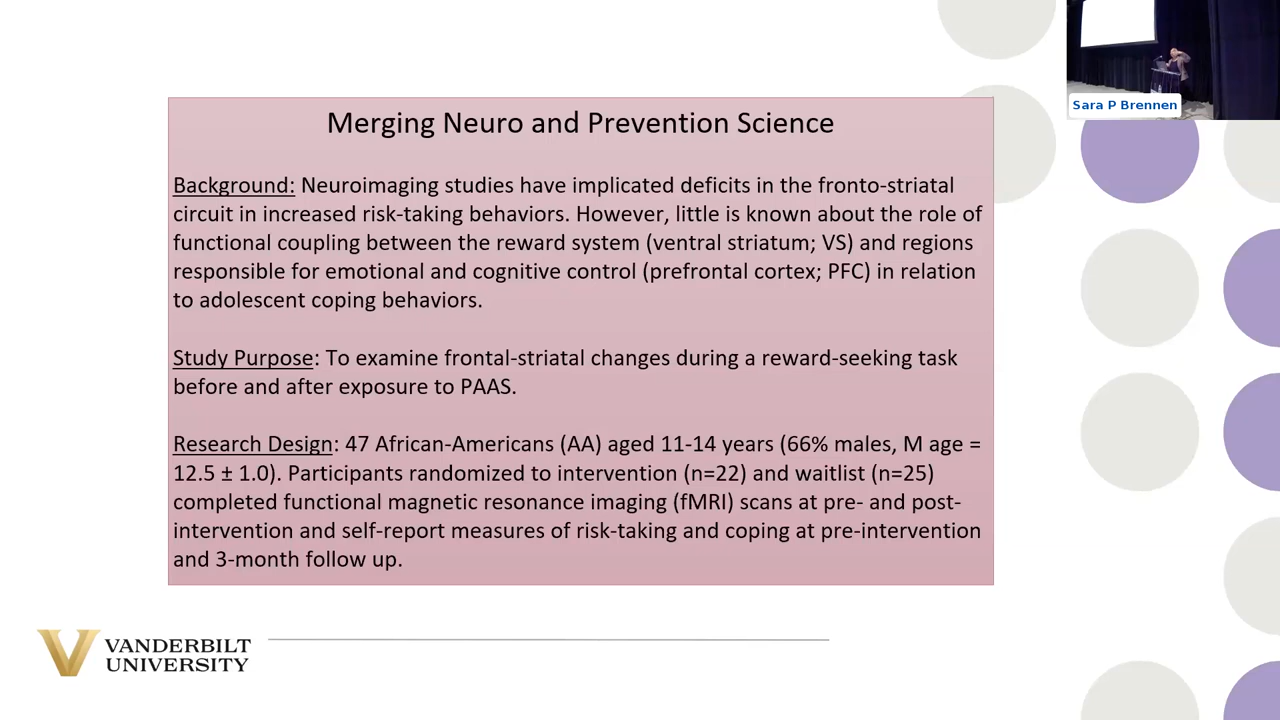 Sara P Brennen
Merging Neuro and Prevention Science
Background: Neuroimaging studies have implicated deficits in the fronto-striatal
circuit in increased risk-taking behaviors. However, little is known about the role of
functional coupling between the reward system (ventral striatum; VS) and regions
responsible for emotional and cognitive control (prefrontal cortex; PFC) in relation
to adolescent coping behaviors.
Study Purpose: To examine frontal-striatal changes during a reward-seeking task
before and after exposure to PAAS.
Research Design: 47 African-Americans (AA) aged 11-14 years (66% males, M age =
12.5 ± 1.0). Participants randomized to intervention (n=22) and waitlist (n=25)
completed functional magnetic resonance imaging (fMRI) scans at pre- and post-
intervention and self-report measures of risk-taking and coping at pre-intervention
and 3-month follow up.
VANDERBILT
UNIVERSITY